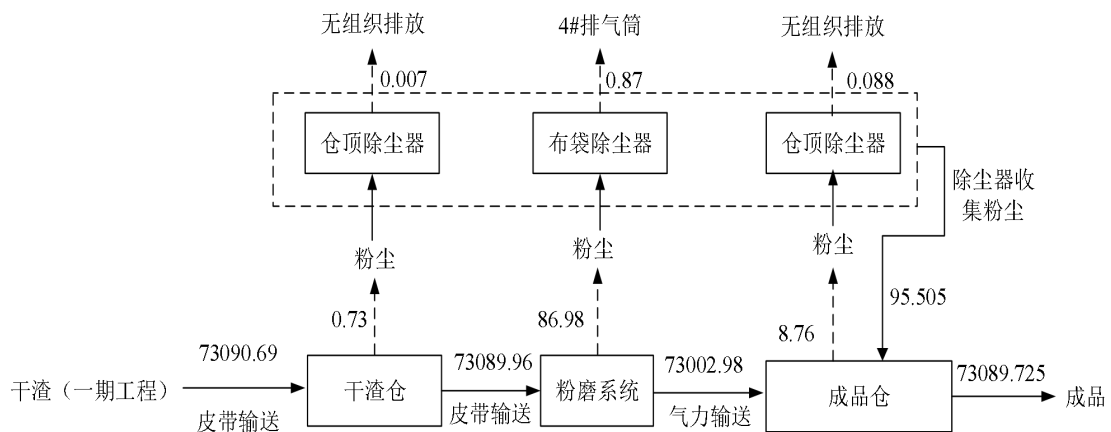 无组织排放
4#排气筒
无组织排放
0.007
0.87
0.088
仓顶除尘器
布袋除尘器
仓顶除尘器
除尘器收
集粉尘
粉尘
粉尘
粉尘
0.73
86.98
8.76
95.505
73090.69
73089.96
73002.98
73089.725
干渣（一期工程）
干渣仓
粉磨系统
成品仓
成品
皮带输送
皮带输送
气力输送